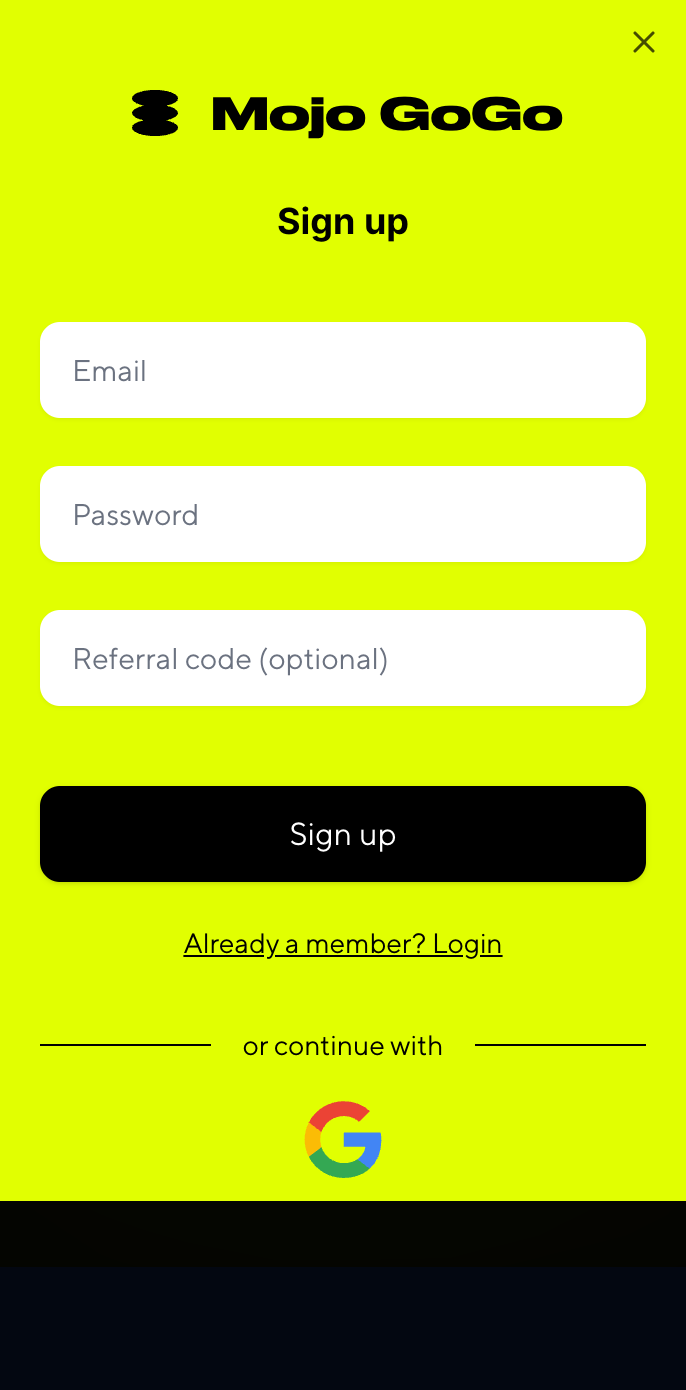 Mojo GoGo
Sign up
Email
Password
Referral code (optional)
Sign up
Already a member? Login
or continue with